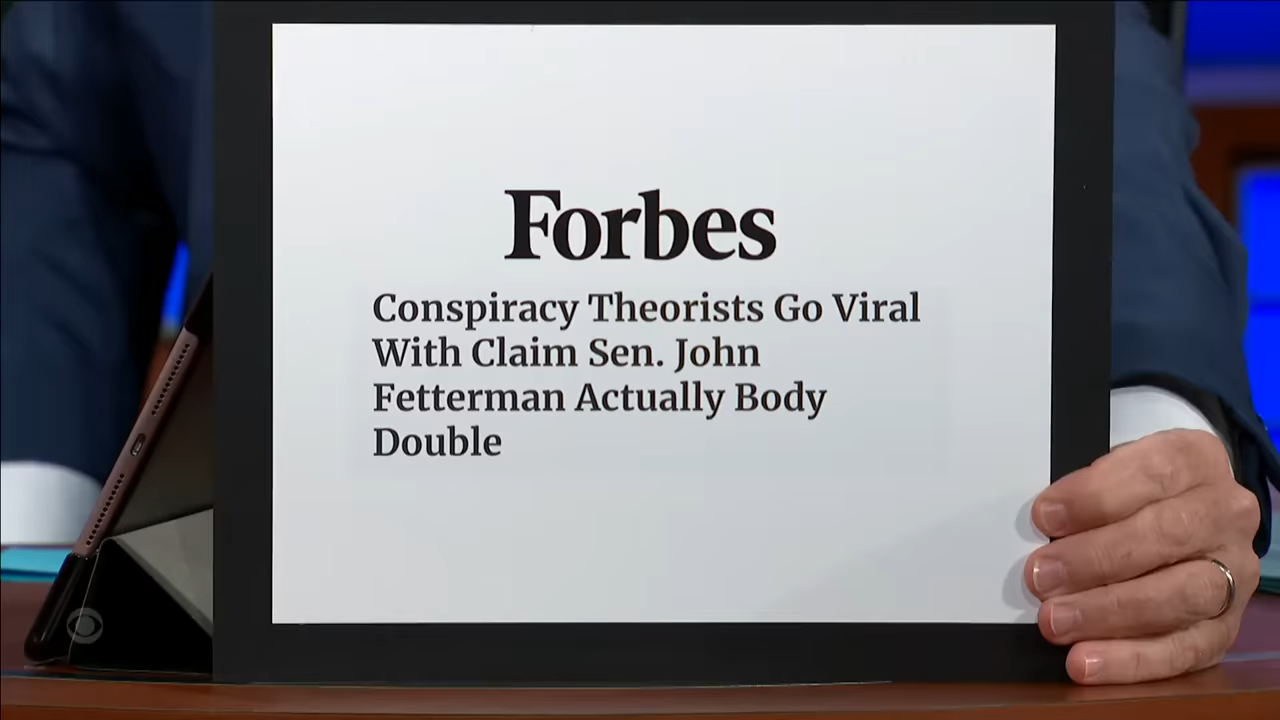 Forbes
Conspiracy Theorists Go Viral
With Claim Sen. John
Fetterman Actually Body
Double